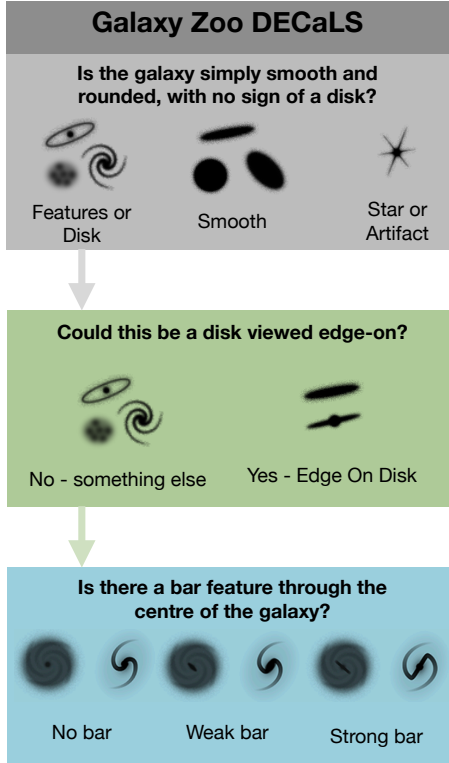 Galaxy Zoo DECaLS
Is the galaxy simply smooth and
rounded, with no sign of a disk?
Features or
Disk
Smooth
Star or
Artifact
Could this be a disk viewed edge-on?
No - something else
Yes - Edge On Disk
Is there a bar feature through the
centre of the galaxy?
No bar
Weak bar
Strong bar